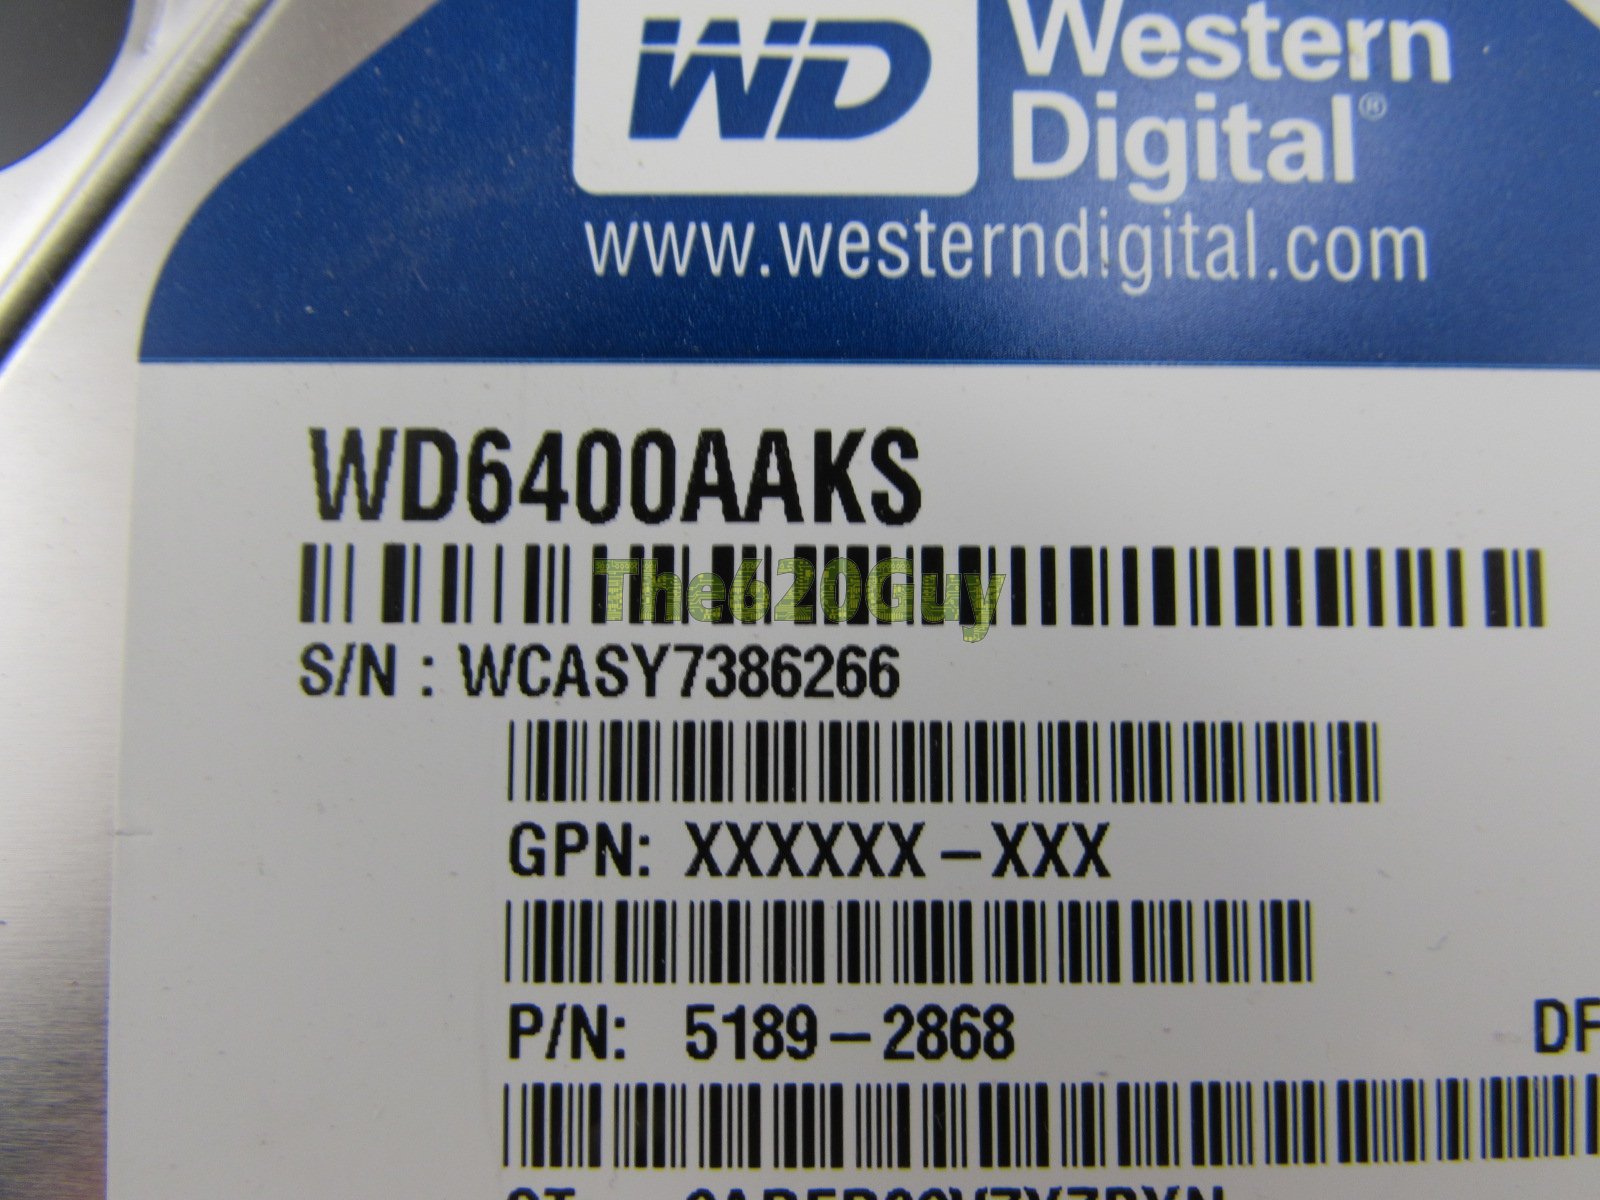 WD
Western
Digital®
www.westerndigital.com
WD6400AAKS
The620Guy
S/N : WCASY7386266
GPN: XXXXXX-XXX
P/N: 5189-2868